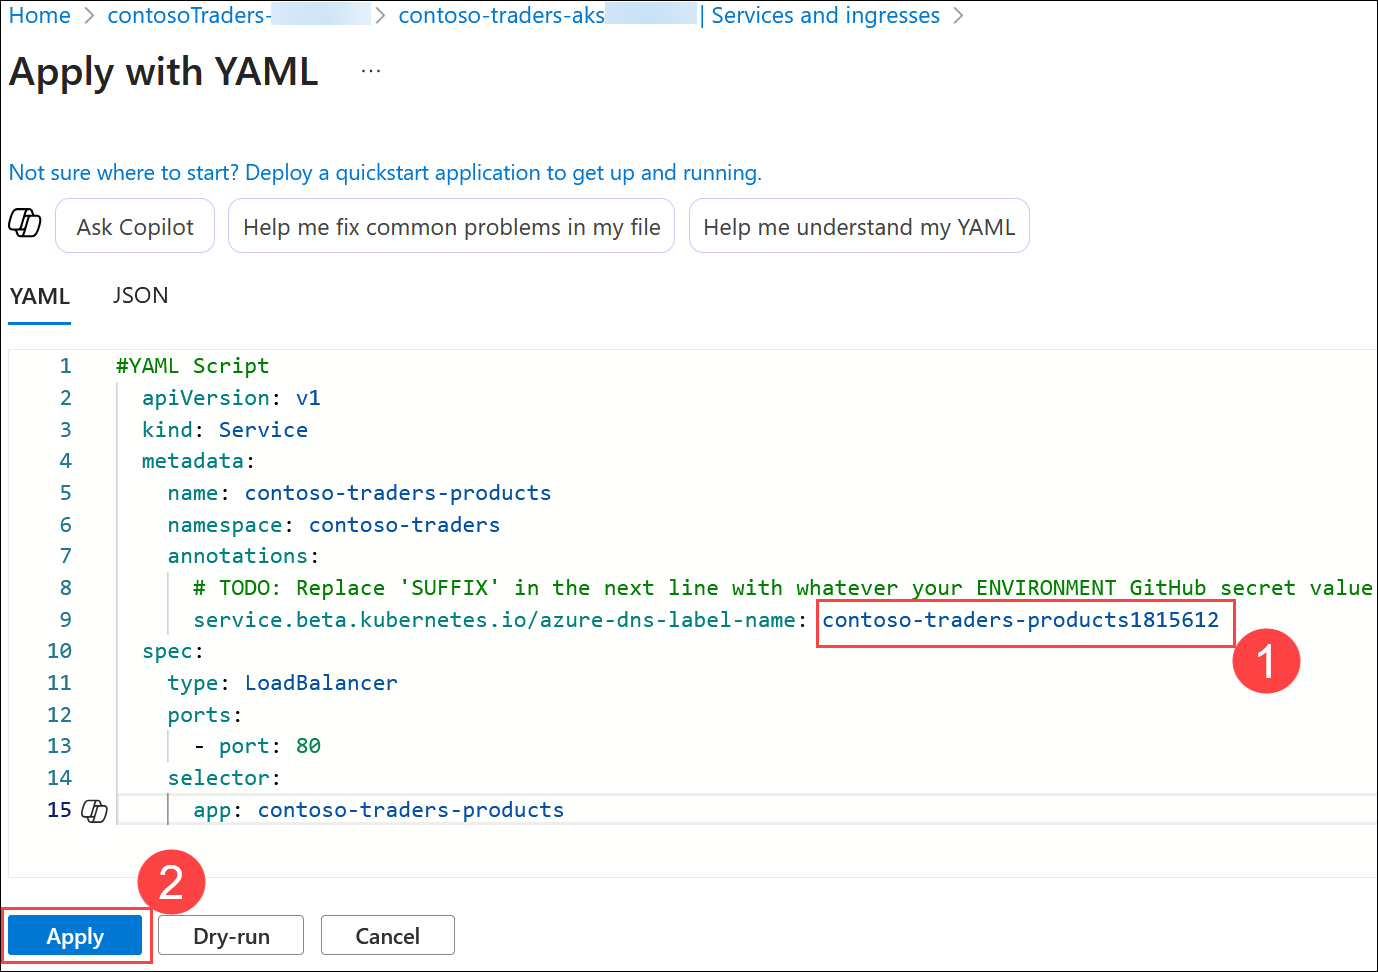 Home > contosoTraders- > contoso-traders-aks | Services and ingresses >
Apply with YAML ...
Not sure where to start? Deploy a quickstart application to get up and running.
Ask Copilot Help me fix common problems in my file Help me understand my YAML
YAML JSON
1 #YAML Script
2 apiVersion: v1
3 kind: Service
4 metadata:
5 name: contoso-traders-products
6 namespace: contoso-traders
7 annotations:
8 # TODO: Replace 'SUFFIX' in the next line with whatever your ENVIRONMENT GitHub secret value
9 service.beta.kubernetes.io/azure-dns-label-name: contoso-traders-products1815612
1
10 spec:
11 type: LoadBalancer
12 ports:
13 - port: 80
14 selector:
15 app: contoso-traders-products
2
Apply Dry-run Cancel